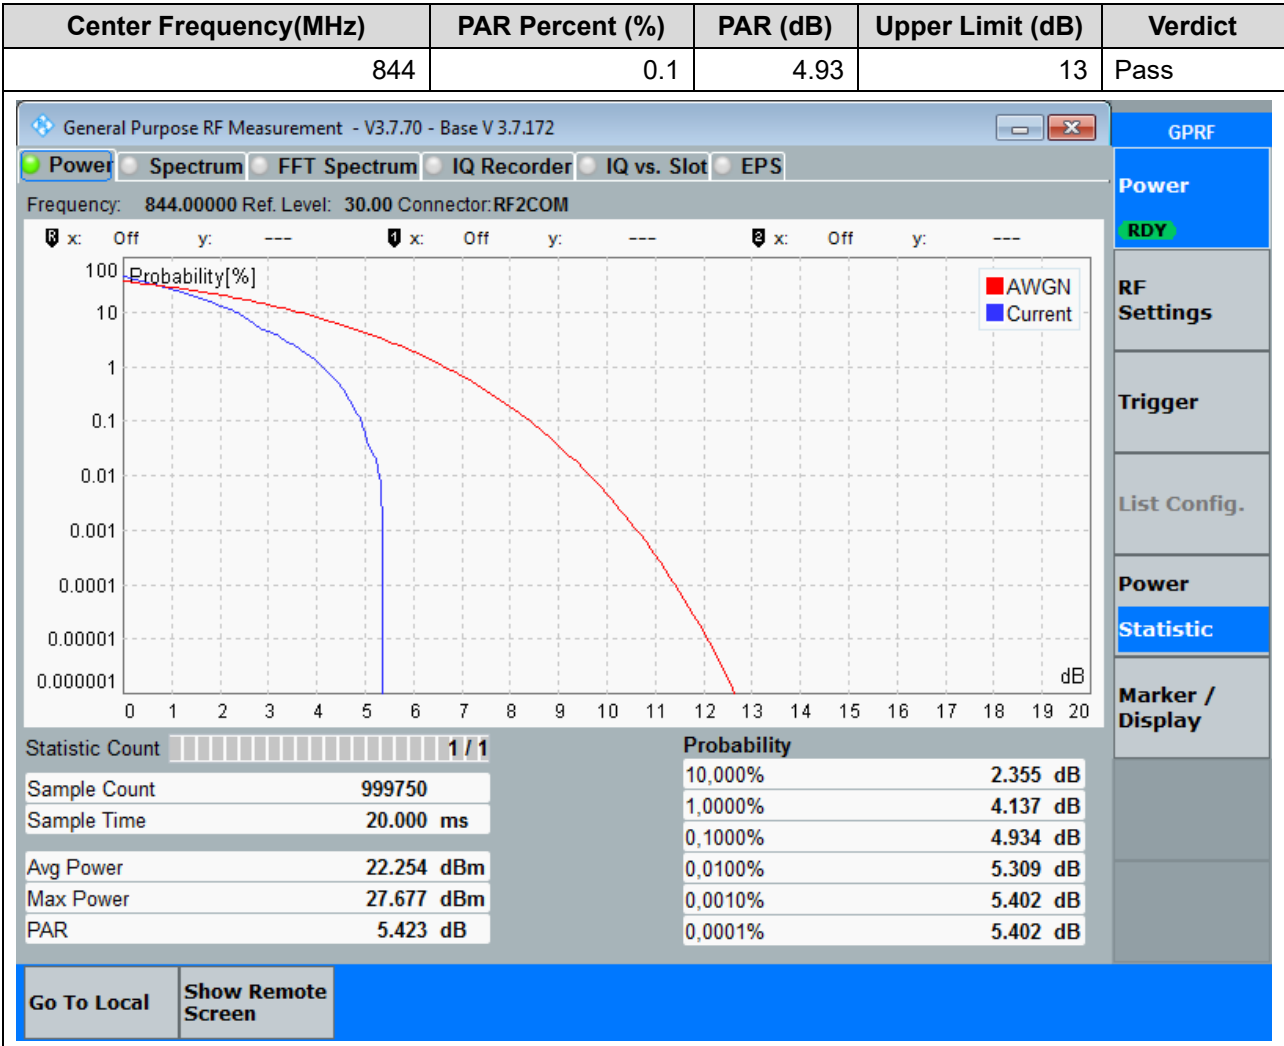 Center Frequency(MHz) PAR Percent (%) PAR (dB) Upper Limit (dB) Verdict
844 0.1 4.93 13 Pass
General Purpose RF Measurement - V3.7.70 - Base V 3.7.172
GPRF
Power Spectrum FFT Spectrum IQ Recorder IQ vs. Slot EPS
Frequency: 844.00000 Ref. Level: 30.00 Connector: RF2COM
R x: Off y: --- 1 x: Off y: --- 2 x: Off y: ---
Probability[%]
AWGN
Current
100
10
1
0.1
0.01
0.001
0.0001
0.00001
0.000001
dB
0 1 2 3 4 5 6 7 8 9 10 11 12 13 14 15 16 17 18 19 20
Statistic Count 1 / 1
Sample Count 999750
Sample Time 20.000 ms
Avg Power 22.254 dBm
Max Power 27.677 dBm
PAR 5.423 dB
Probability
10,000% 2.355 dB
1,0000% 4.137 dB
0,1000% 4.934 dB
0,0100% 5.309 dB
0,0010% 5.402 dB
0,0001% 5.402 dB
Power
RDY
RF
Settings
Trigger
List Config.
Power
Statistic
Marker /
Display
Go To Local
Show Remote
Screen